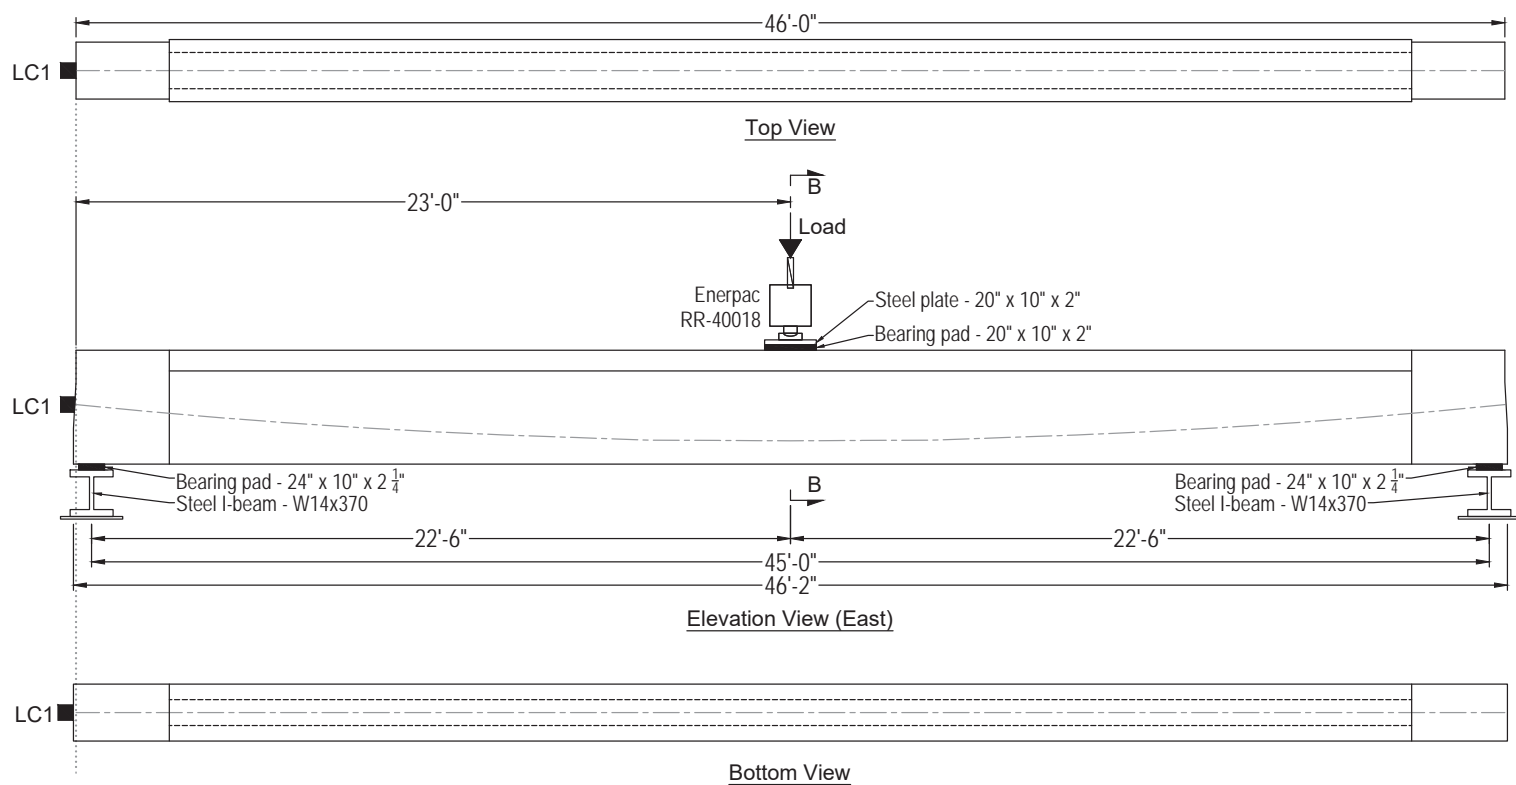 46'-0"
LC1
Top View
B
23'-0"
Load
Enerpac
RR-40018
Steel plate - 20" x 10" x 2"
Bearing pad - 20" x 10" x 2"
LC1
Bearing pad - 24" x 10" x 2 1/4"
Steel I-beam - W14x370
B
Bearing pad - 24" x 10" x 2 1/4"
Steel I-beam - W14x370
22'-6"
22'-6"
45'-0"
46'-2"
Elevation View (East)
LC1
Bottom View